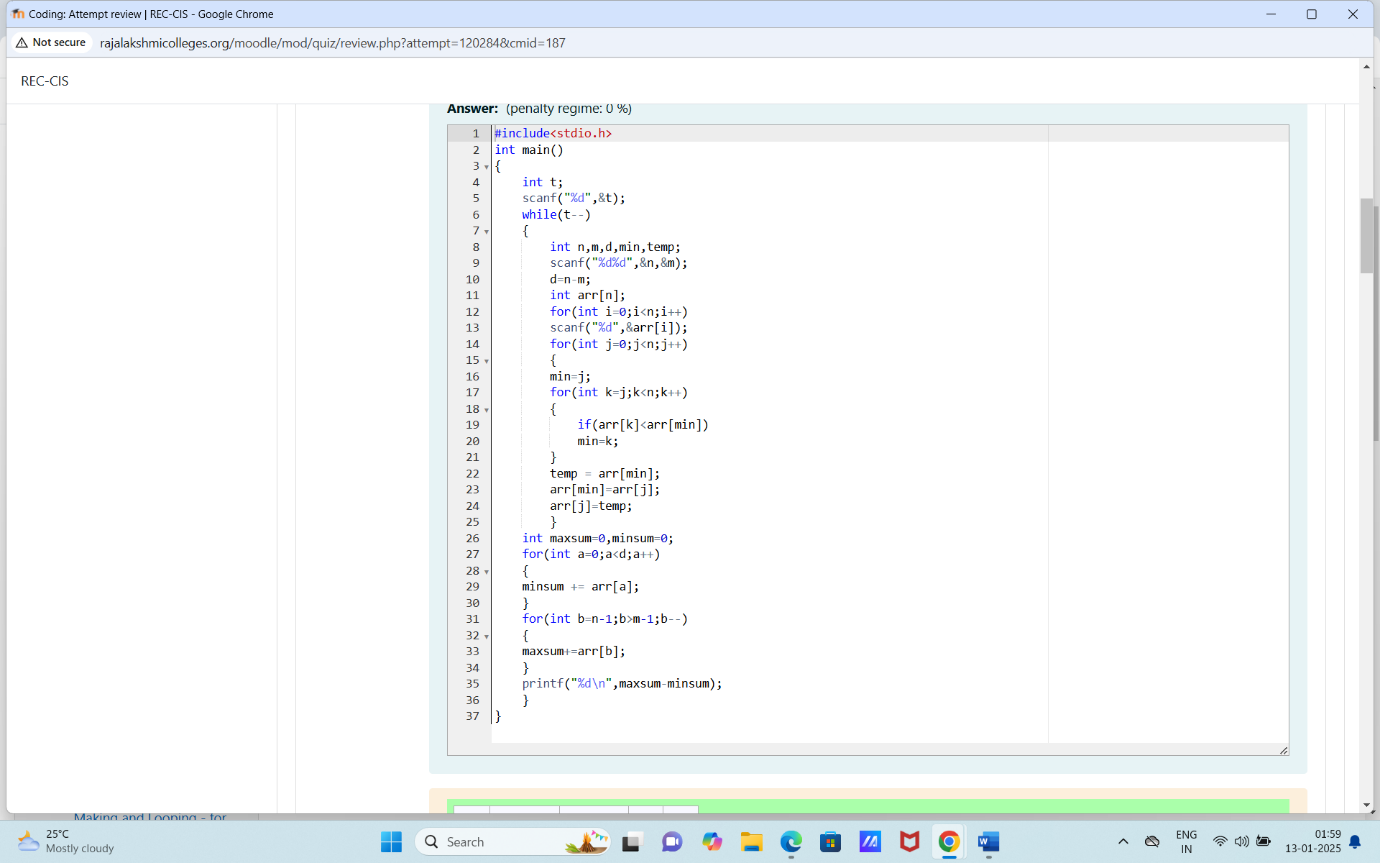 Coding: Attempt review | REC-CIS - Google Chrome
Not secure rajalakshmicolleges.org/moodle/mod/quiz/review.php?attempt=120284&cmid=187
REC-CIS
Answer: (penalty regime: 0 %)
1 #include<stdio.h>
2 int main()
3 {
4 int t;
5 scanf("%d",&t);
6 while(t--)
7 {
8 int n,m,d,min,temp;
9 scanf("%d%d",&n,&m);
10 d=n-m;
11 int arr[n];
12 for(int i=0;i<n;i++)
13 scanf("%d",&arr[i]);
14 for(int j=0;j<n;j++)
15 {
16 min=j;
17 for(int k=j;k<n;k++)
18 {
19 if(arr[k]<arr[min])
20 min=k;
21 }
22 temp = arr[min];
23 arr[min]=arr[j];
24 arr[j]=temp;
25 }
26 int maxsum=0,minsum=0;
27 for(int a=0;a<d;a++)
28 {
29 minsum += arr[a];
30 }
31 for(int b=n-1;b>m-1;b--)
32 {
33 maxsum+=arr[b];
34 }
35 printf("%d\n",maxsum-minsum);
36 }
37 }
Making and Looping - for
25°C
Mostly cloudy
Search
ENG
IN
01:59
13-01-2025